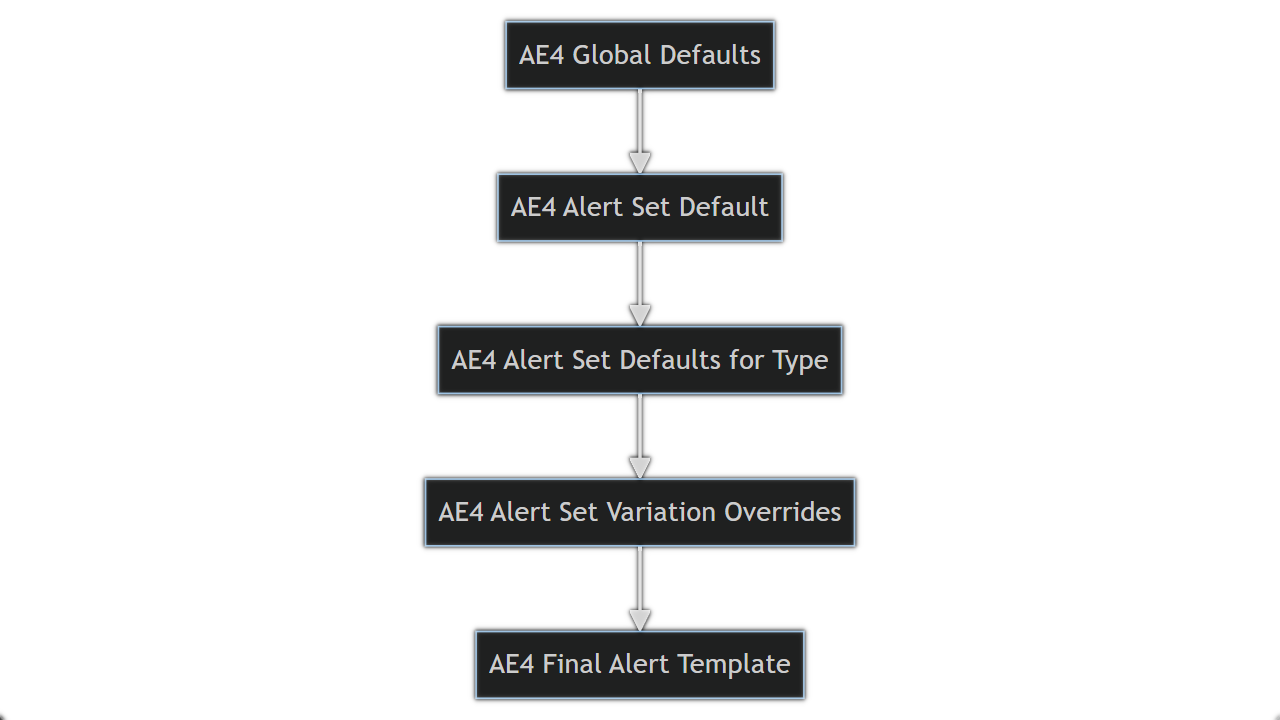 AE4 Global Defaults
AE4 Alert Set Default
AE4 Alert Set Defaults for Type
AE4 Alert Set Variation Overrides
AE4 Final Alert Template